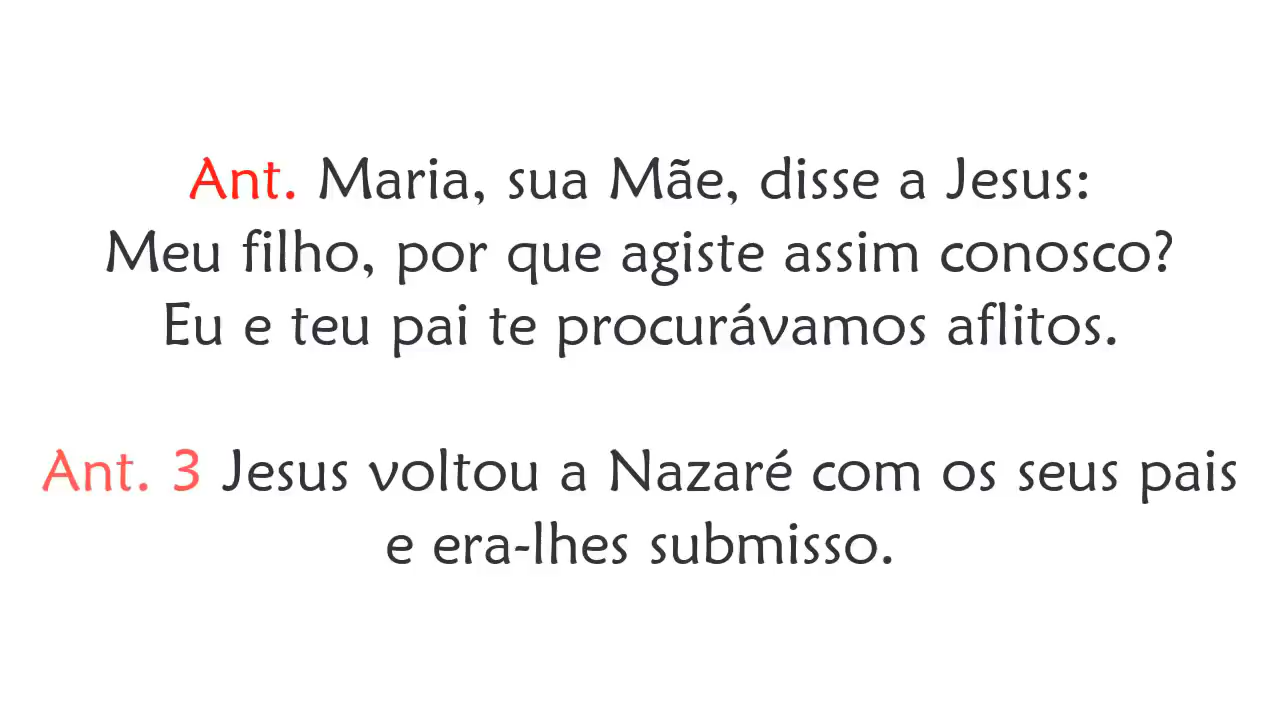 Ant. Maria, sua Mãe, disse a Jesus:
Meu filho, por que agiste assim conosco?
Eu e teu pai te procurávamos aflitos.
Ant. 3 Jesus voltou a Nazaré com os seus pais
e era-lhes submisso.